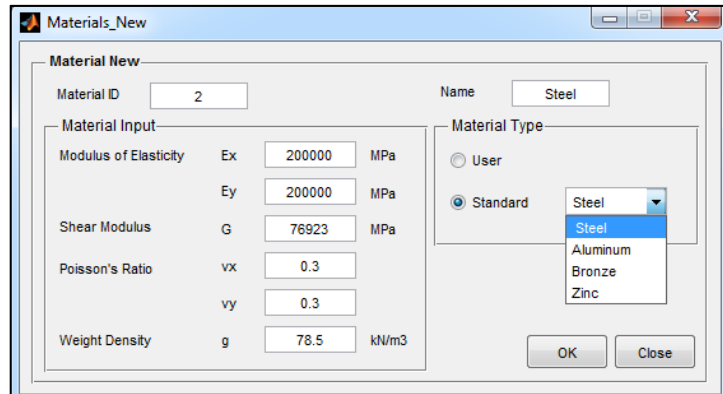 Materials_New
Material New
Material ID 2 Name Steel
Material Input Material Type
Modulus of Elasticity Ex 200000 MPa User
Ey 200000 MPa Standard Steel
Steel
Shear Modulus G 76923 MPa
Aluminum
Poisson's Ratio vx 0.3 Bronze
Zinc
vy 0.3
Weight Density g 78.5 kN/m3
OK Close